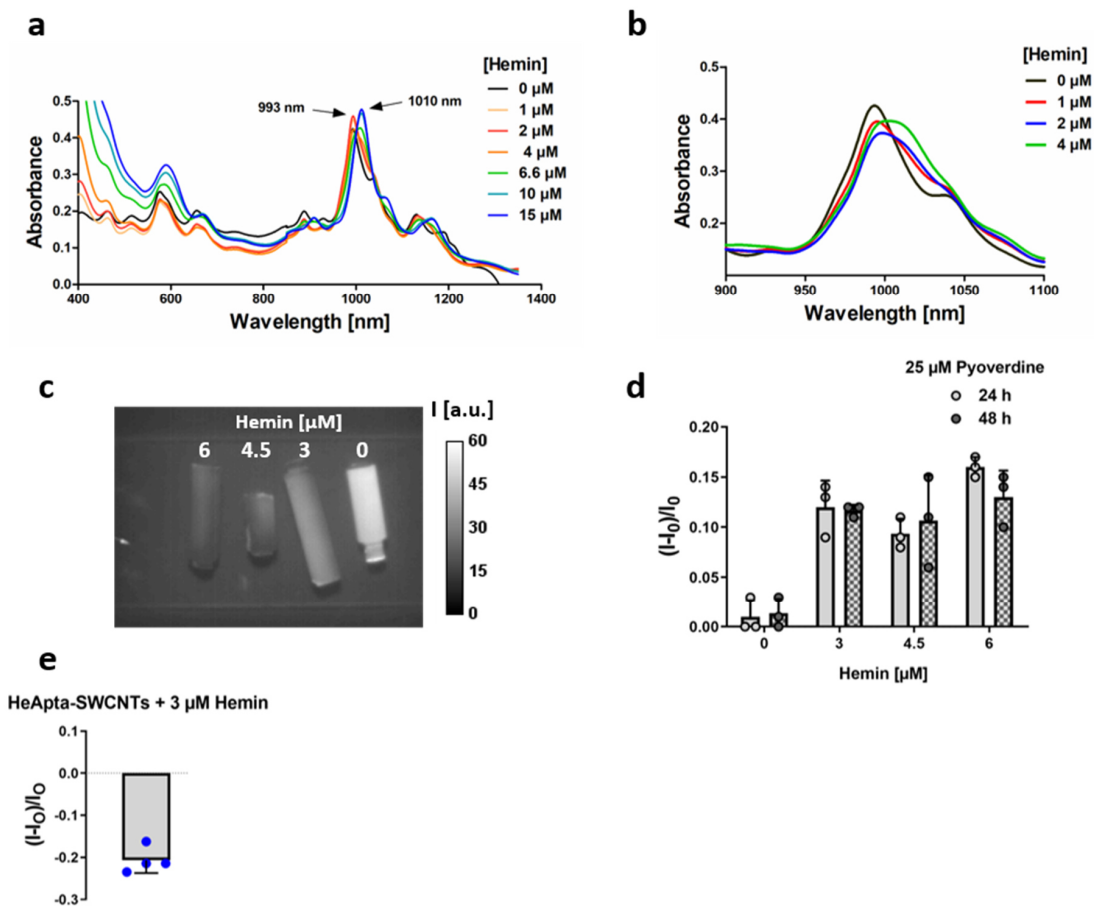 a
[Hemin]
0 µM
1 µM
2 µM
4 µM
6.6 µM
10 µM
15 µM
993 nm
1010 nm
Absorbance
0.5
0.4
0.3
0.2
0.1
0.0
400
600
800
1000
1200
1400
Wavelength [nm]
b
[Hemin]
0 µM
1 µM
2 µM
4 µM
Absorbance
0.5
0.4
0.3
0.2
900
950
1000
1050
1100
Wavelength [nm]
c
Hemin [µM]
6 4.5 3 0
I [a.u.]
60
45
30
15
0
d
25 µM Pyoverdine
24 h
48 h
(I-I0)/I0
0.20
0.15
0.10
0.05
0.00
0
3
4.5
6
Hemin [µM]
e
HeApta-SWCNTs + 3 µM Hemin
(I-IO)/IO
0.1
0.0
-0.1
-0.2
-0.3